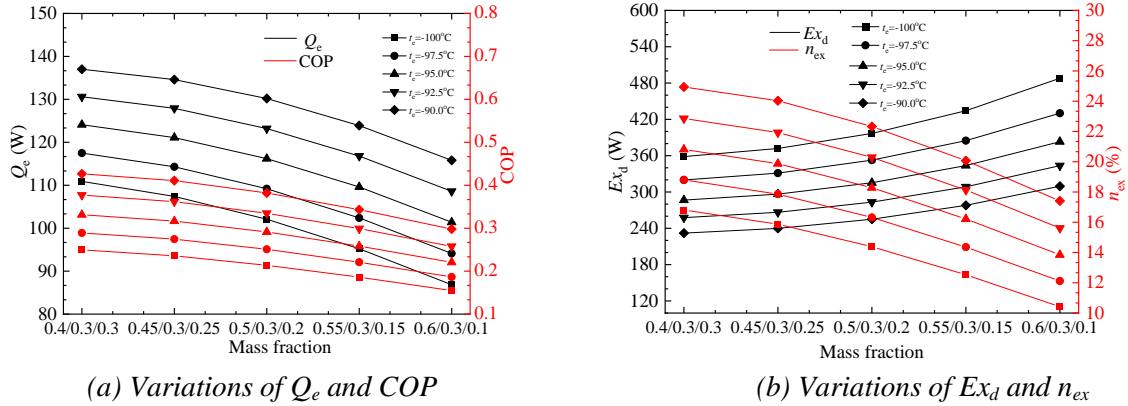 150
140
130
120
110
100
90
80
Qe (W)
Qe
COP
te=-100°C
te=-97.5°C
te=-95.0°C
te=-92.5°C
te=-90.0°C
0.8
0.7
0.6
0.5
0.4
0.3
0.2
0.1
COP
0.4/0.3/0.3 0.45/0.3/0.25 0.5/0.3/0.2 0.55/0.3/0.15 0.6/0.3/0.1
Mass fraction
(a) Variations of Qe and COP
600
540
480
420
360
300
240
180
120
Exd (W)
Exd
nex
te=-100°C
te=-97.5°C
te=-95.0°C
te=-92.5°C
te=-90.0°C
30
28
26
24
22
20
18
16
14
12
10
nex (%)
0.4/0.3/0.3 0.45/0.3/0.25 0.5/0.3/0.2 0.55/0.3/0.15 0.6/0.3/0.1
Mass fraction
(b) Variations of Exd and nex